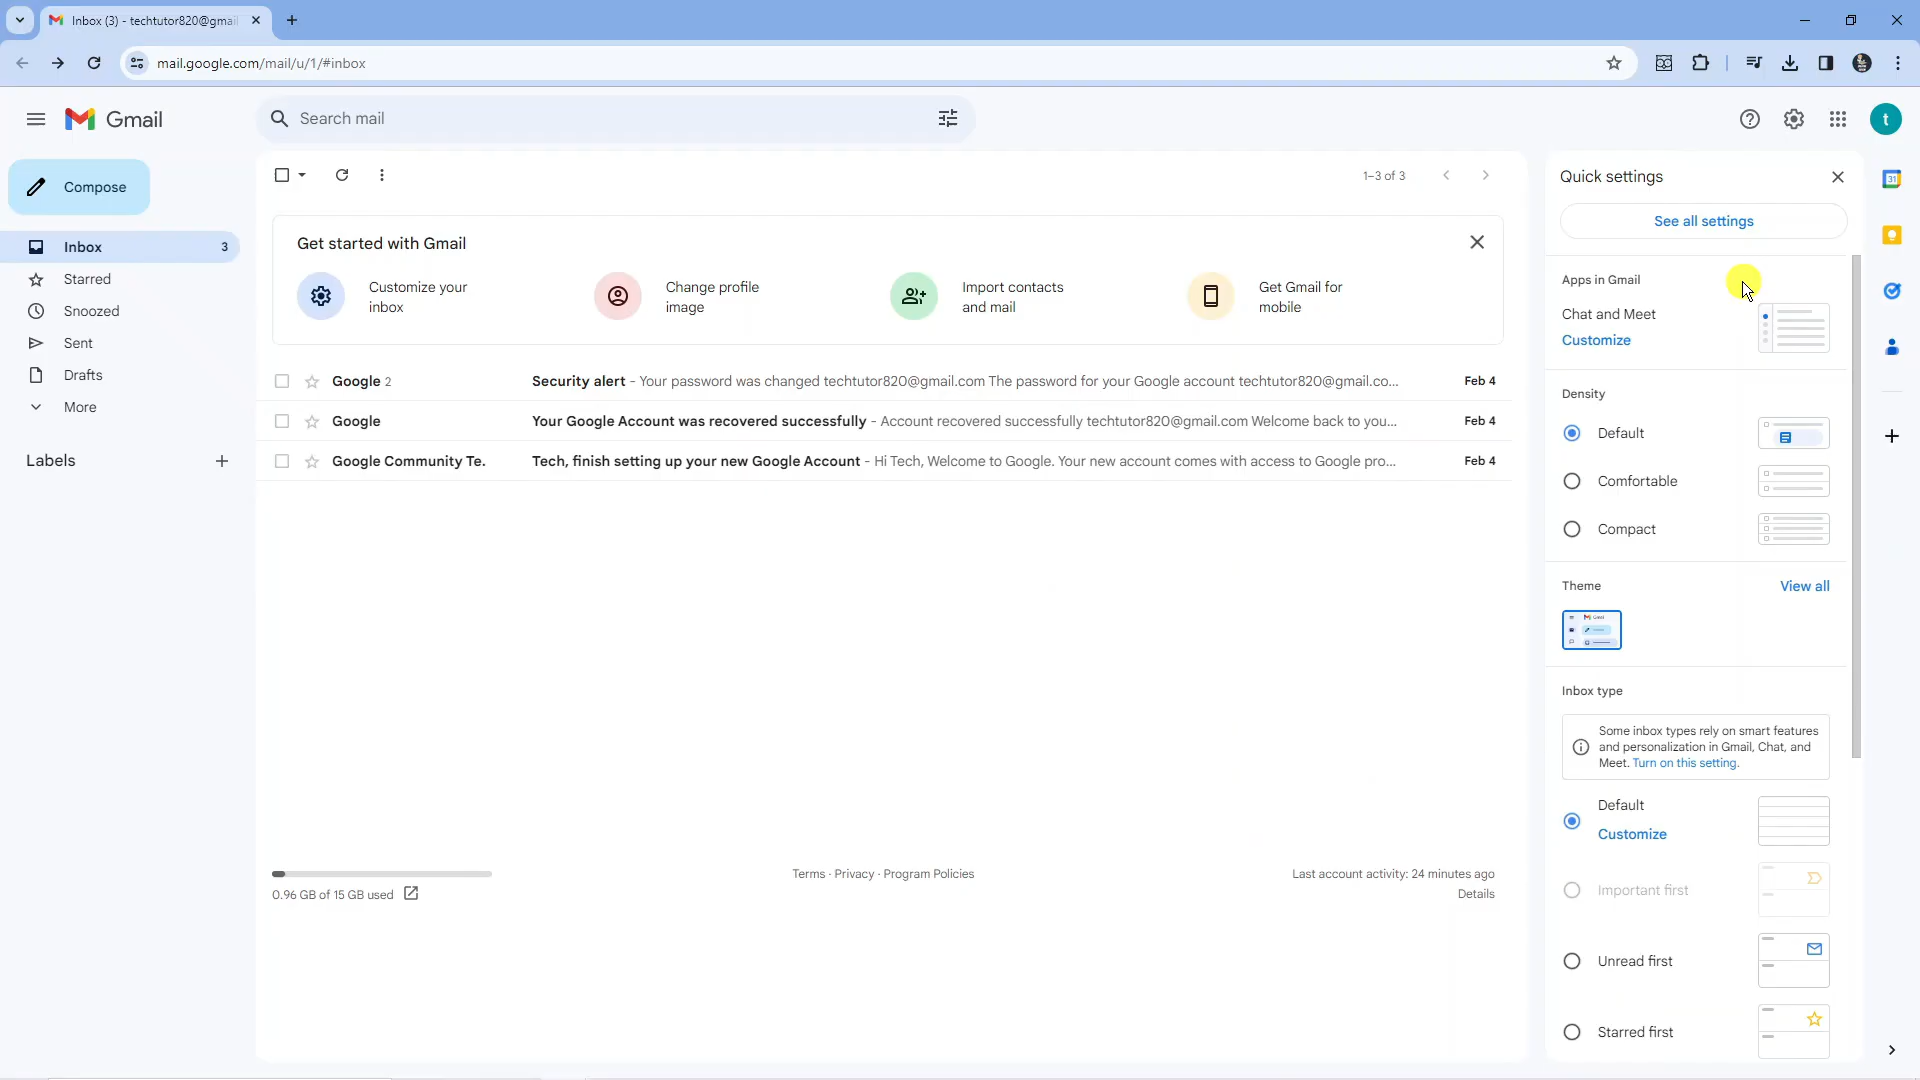 Inbox (3) - techtutor820@gmai
mail.google.com/mail/u/1/#inbox
Gmail
Search mail
t
Compose
Inbox 3
Starred
Snoozed
Sent
Drafts
More
Labels
1–3 of 3
Get started with Gmail
Customize your
inbox
Change profile
image
Import contacts
and mail
Get Gmail for
mobile
Google 2 Security alert - Your password was changed techtutor820@gmail.com The password for your Google account techtutor820@gmail.co... Feb 4
Google Your Google Account was recovered successfully - Account recovered successfully techtutor820@gmail.com Welcome back to you... Feb 4
Google Community Te. Tech, finish setting up your new Google Account - Hi Tech, Welcome to Google. Your new account comes with access to Google pro... Feb 4
0.96 GB of 15 GB used
Terms · Privacy · Program Policies
Last account activity: 24 minutes ago
Details
Quick settings
See all settings
Apps in Gmail
Chat and Meet
Customize
Density
Default
Comfortable
Compact
Theme View all
Gmail
Inbox type
Some inbox types rely on smart features
and personalization in Gmail, Chat, and
Meet. Turn on this setting.
Default
Customize
Important first
Unread first
Starred first
31